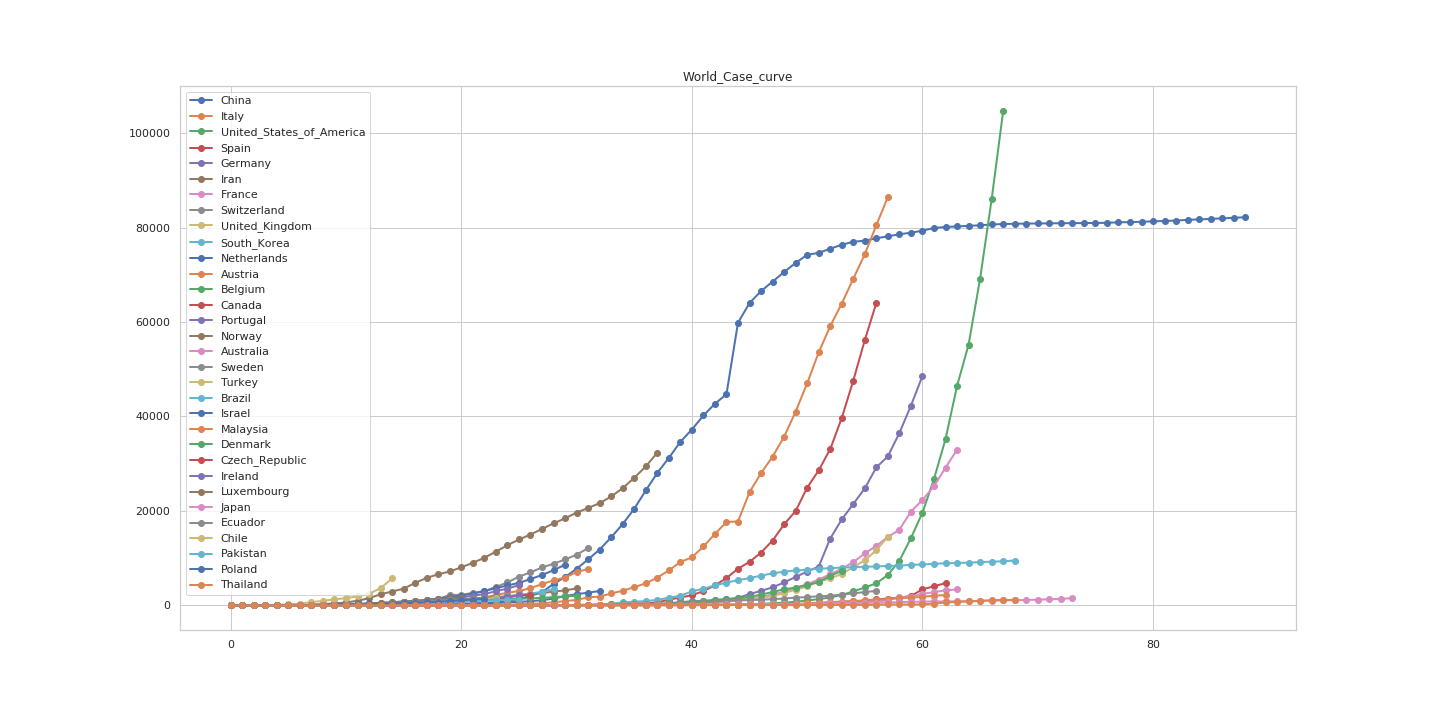 World_Case_curve
China
Italy
United_States_of_America
Spain
Germany
Iran
France
Switzerland
United_Kingdom
South_Korea
Netherlands
Austria
Belgium
Canada
Portugal
Norway
Australia
Sweden
Turkey
Brazil
Israel
Malaysia
Denmark
Czech_Republic
Ireland
Luxembourg
Japan
Ecuador
Chile
Pakistan
Poland
Thailand
100000
80000
60000
40000
20000
0
0 20 40 60 80